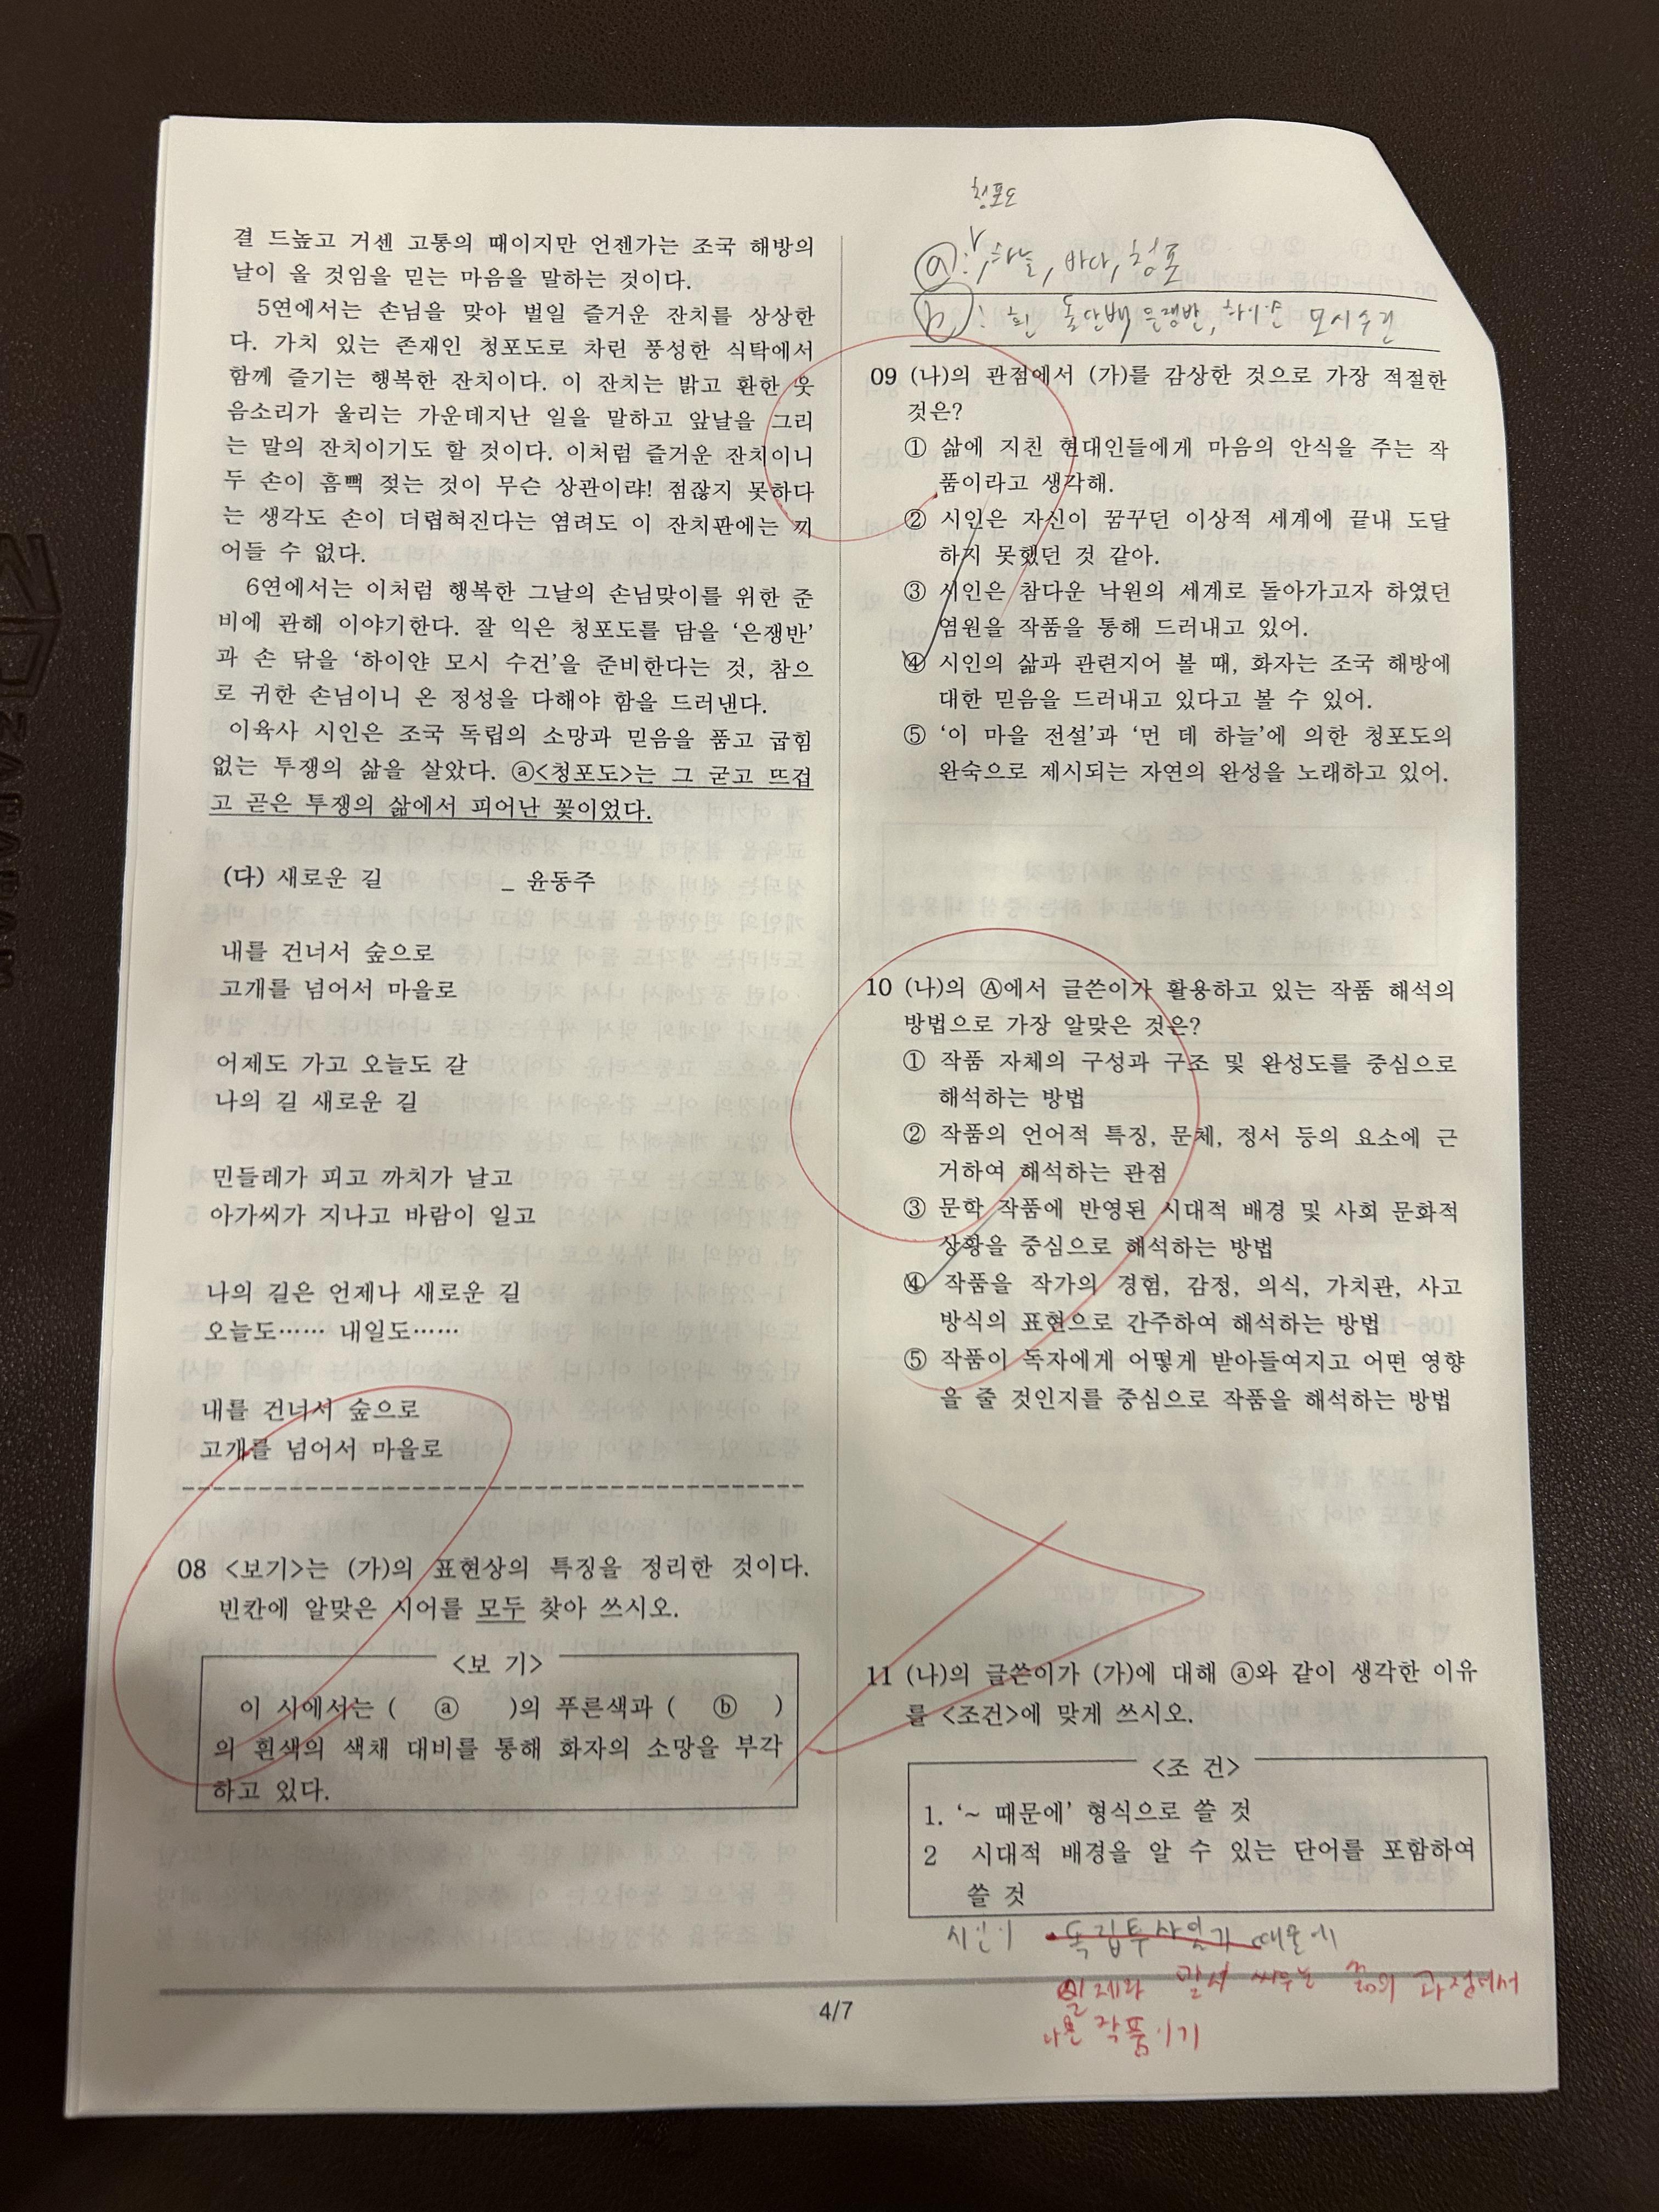 결 드높고 거센 고통의 때이지만 언젠가는 조국 해방의
날이 올 것임을 믿는 마음을 말하는 것이다.
5연에서는 손님을 맞아 벌일 즐거운 잔치를 상상한
다. 가치 있는 존재인 청포도로 차린 풍성한 식탁에서
함께 즐기는 행복한 잔치이다. 이 잔치는 밝고 환한 웃
음소리가 울리는 가운데지난 일을 말하고 앞날을 그리
는 말의 잔치이기도 할 것이다. 이처럼 즐거운 잔치이니
두 손이 흠뻑 젖는 것이 무슨 상관이랴! 점잖지 못하다
는 생각도 손이 더럽혀진다는 염려도 이 잔치판에는 끼
어들 수 없다.
6연에서는 이처럼 행복한 그날의 손님맞이를 위한 준
비에 관해 이야기한다. 잘 익은 청포도를 담을 ‘은쟁반’
과 손 닦을 ‘하이얀 모시 수건’을 준비한다는 것, 참으
로 귀한 손님이니 온 정성을 다해야 함을 드러낸다.
이육사 시인은 조국 독립의 소망과 믿음을 품고 굽힘
없는 투쟁의 삶을 살았다. ⓐ<청포도>는 그 굳고 뜨겁
고 곧은 투쟁의 삶에서 피어난 꽃이었다.
(다) 새로운 길 _ 윤동주
내를 건너서 숲으로
고개를 넘어서 마을로
어제도 가고 오늘도 갈
나의 길 새로운 길
민들레가 피고 까치가 날고
아가씨가 지나고 바람이 일고
나의 길은 언제나 새로운 길
오늘도…… 내일도……
내를 건너서 숲으로
고개를 넘어서 마을로
08 <보기>는 (가)의 표현상의 특징을 정리한 것이다.
빈칸에 알맞은 시어를 모두 찾아 쓰시오.
<보 기>
이 시에서는 ( ⓐ )의 푸른색과 ( ⓑ )
의 흰색의 색채 대비를 통해 화자의 소망을 부각
하고 있다.
청포도
ⓐ: 하늘, 바다, 청포
ⓑ: 흰 돛단배, 은쟁반, 하이얀 모시수건
09 (나)의 관점에서 (가)를 감상한 것으로 가장 적절한
것은?
① 삶에 지친 현대인들에게 마음의 안식을 주는 작
품이라고 생각해.
② 시인은 자신이 꿈꾸던 이상적 세계에 끝내 도달
하지 못했던 것 같아.
③ 시인은 참다운 낙원의 세계로 돌아가고자 하였던
염원을 작품을 통해 드러내고 있어.
④ 시인의 삶과 관련지어 볼 때, 화자는 조국 해방에
대한 믿음을 드러내고 있다고 볼 수 있어.
⑤ ‘이 마을 전설’과 ‘먼 데 하늘’에 의한 청포도의
완숙으로 제시되는 자연의 완성을 노래하고 있어.
10 (나)의 Ⓐ에서 글쓴이가 활용하고 있는 작품 해석의
방법으로 가장 알맞은 것은?
① 작품 자체의 구성과 구조 및 완성도를 중심으로
해석하는 방법
② 작품의 언어적 특징, 문체, 정서 등의 요소에 근
거하여 해석하는 관점
③ 문학 작품에 반영된 시대적 배경 및 사회 문화적
상황을 중심으로 해석하는 방법
④ 작품을 작가의 경험, 감정, 의식, 가치관, 사고
방식의 표현으로 간주하여 해석하는 방법
⑤ 작품이 독자에게 어떻게 받아들여지고 어떤 영향
을 줄 것인지를 중심으로 작품을 해석하는 방법
11 (나)의 글쓴이가 (가)에 대해 ⓐ와 같이 생각한 이유
를 <조건>에 맞게 쓰시오.
<조 건>
1. ‘~ 때문에’ 형식으로 쓸 것
2 시대적 배경을 알 수 있는 단어를 포함하여
쓸 것
시인이 독립투사였기 때문에
일제와 맞서 싸우는 삶의 과정에서
나온 작품이기
4/7